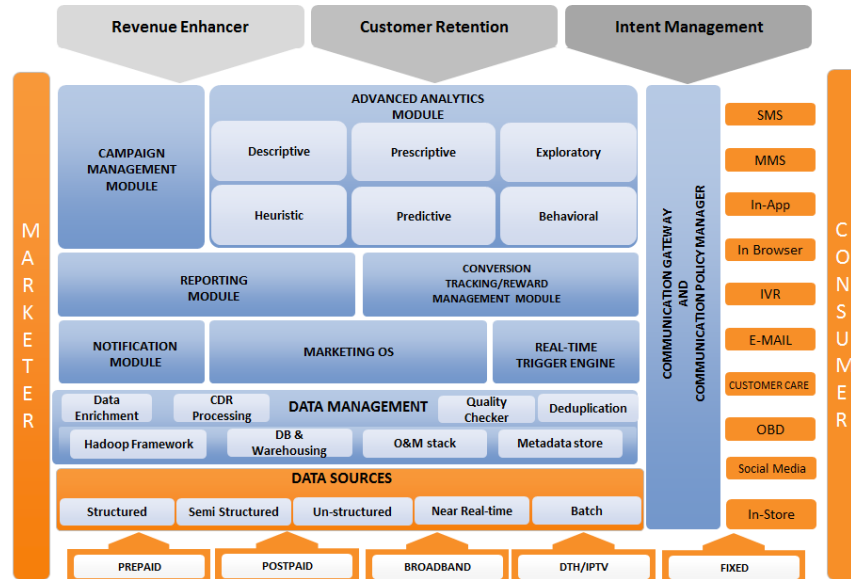 Revenue Enhancer
Customer Retention
Intent Management
MARKETER
CAMPAIGN
MANAGEMENT
MODULE
ADVANCED ANALYTICS
MODULE
Descriptive
Prescriptive
Exploratory
Heuristic
Predictive
Behavioral
REPORTING
MODULE
CONVERSION
TRACKING/REWARD
MANAGEMENT MODULE
NOTIFICATION
MODULE
MARKETING OS
REAL-TIME
TRIGGER ENGINE
Data
Enrichment
CDR
Processing
DATA MANAGEMENT
Quality
Checker
Deduplication
Hadoop Framework
DB &
Warehousing
O&M stack
Metadata store
DATA SOURCES
Structured
Semi Structured
Un-structured
Near Real-time
Batch
PREPAID
POSTPAID
BROADBAND
DTH/IPTV
FIXED
COMMUNICATION GATEWAY
AND
COMMUNICATION POLICY MANAGER
SMS
MMS
In-App
In Browser
IVR
E-MAIL
CUSTOMER CARE
OBD
Social Media
In-Store
CONSUMER